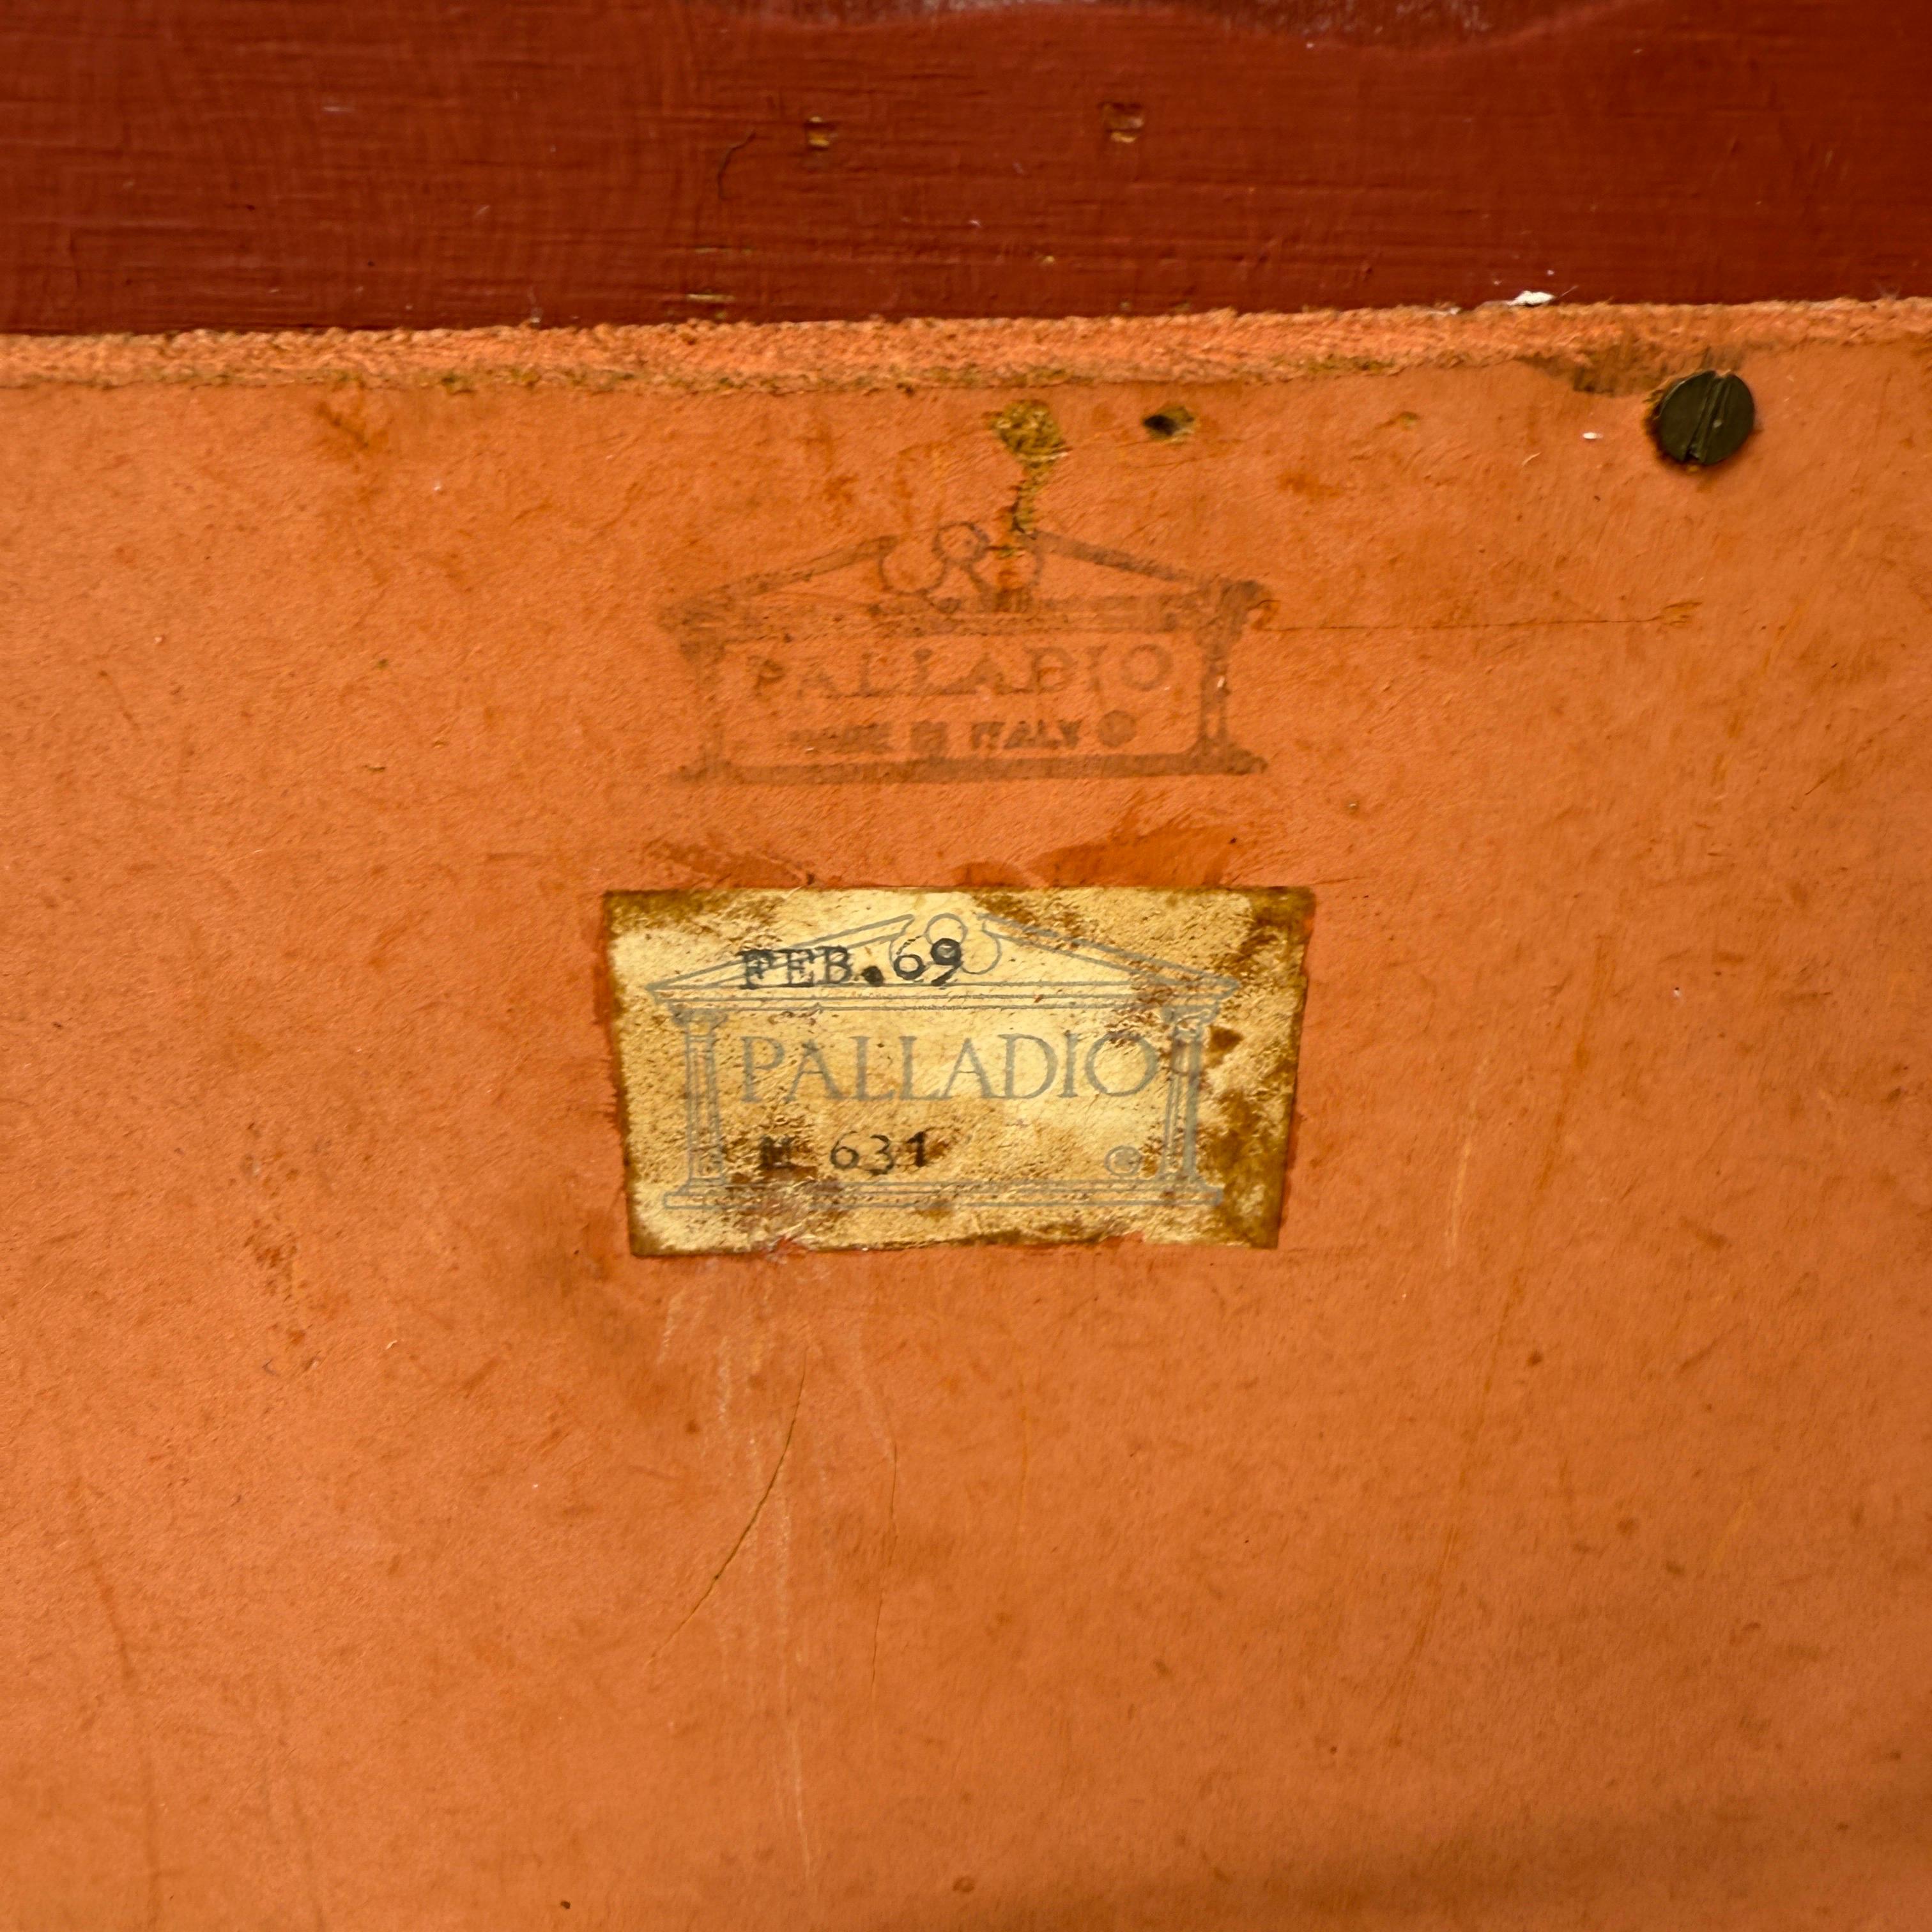 PALLADIO
MADE IN ITALY ®
FEB.69
PALLADIO
M 631 ®